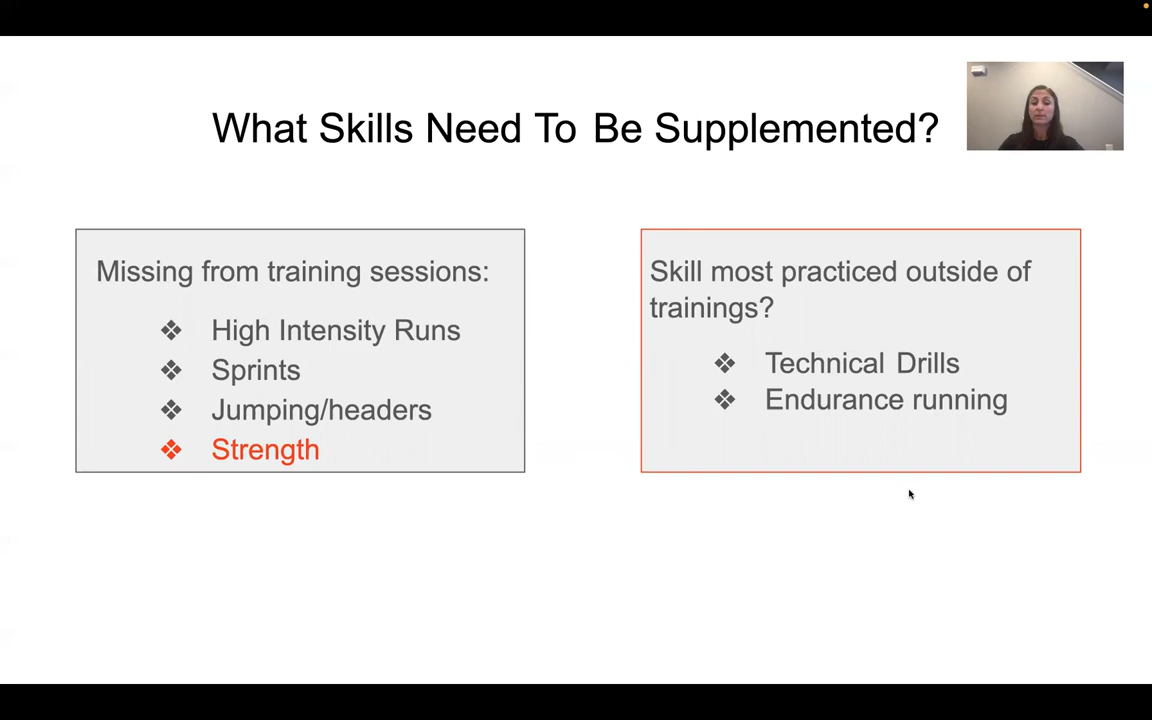 What Skills Need To Be Supplemented?
Missing from training sessions:
❖ High Intensity Runs
❖ Sprints
❖ Jumping/headers
❖ Strength
Skill most practiced outside of
trainings?
❖ Technical Drills
❖ Endurance running